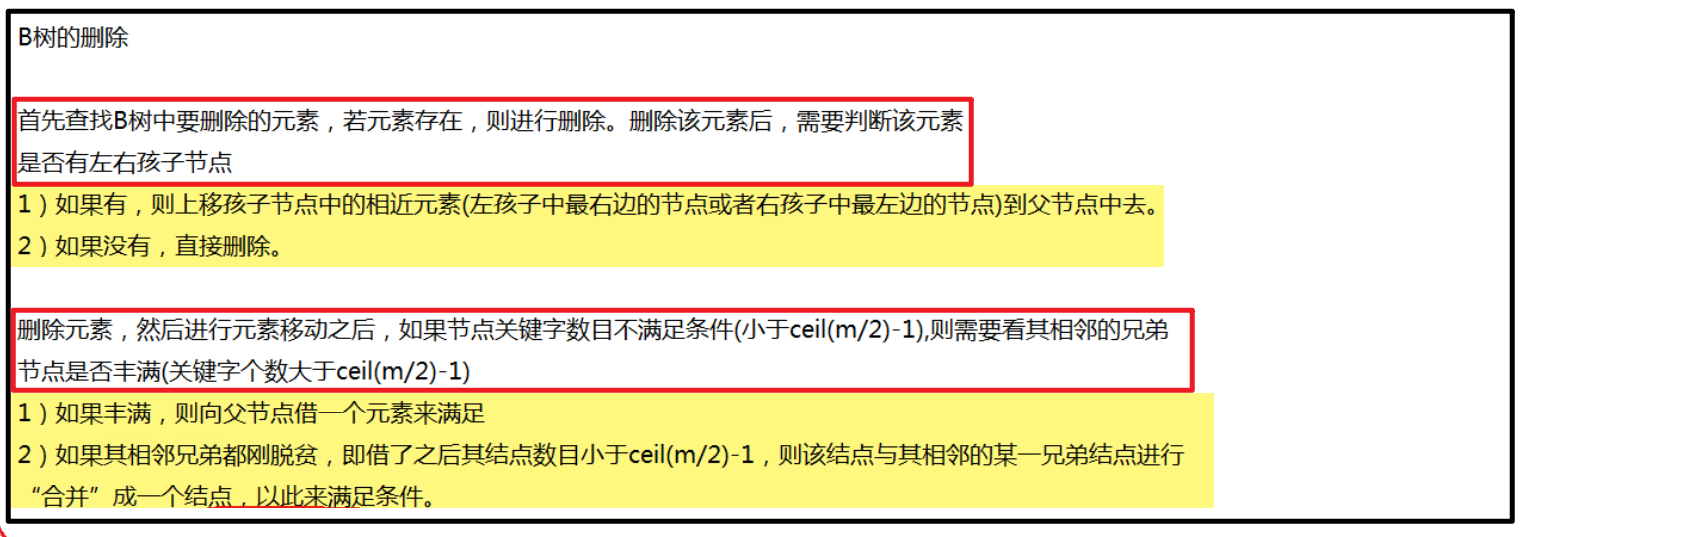 B树的删除
首先查找B树中要删除的元素，若元素存在，则进行删除。删除该元素后，需要判断该元素
是否有左右孩子节点
1）如果有，则上移孩子节点中的相近元素(左孩子中最右边的节点或者右孩子中最左边的节点)到父节点中去。
2）如果没有，直接删除。
删除元素，然后进行元素移动之后，如果节点关键字数目不满足条件(小于ceil(m/2)-1),则需要看其相邻的兄弟
节点是否丰满(关键字个数大于ceil(m/2)-1)
1）如果丰满，则向父节点借一个元素来满足
2）如果其相邻兄弟都刚脱贫，即借了之后其结点数目小于ceil(m/2)-1，则该结点与其相邻的某一兄弟结点进行
“合并”成一个结点，以此来满足条件。